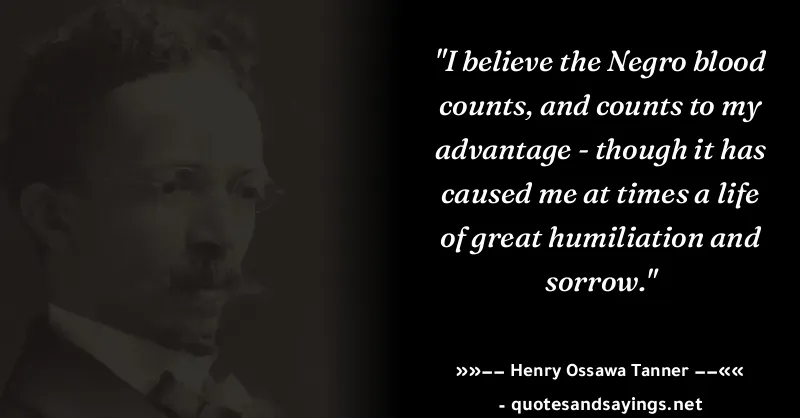 "I believe the Negro blood
counts, and counts to my
advantage - though it has
caused me at times a life
of great humiliation and
sorrow."
»»–– Henry Ossawa Tanner ––««
- quotesandsayings.net